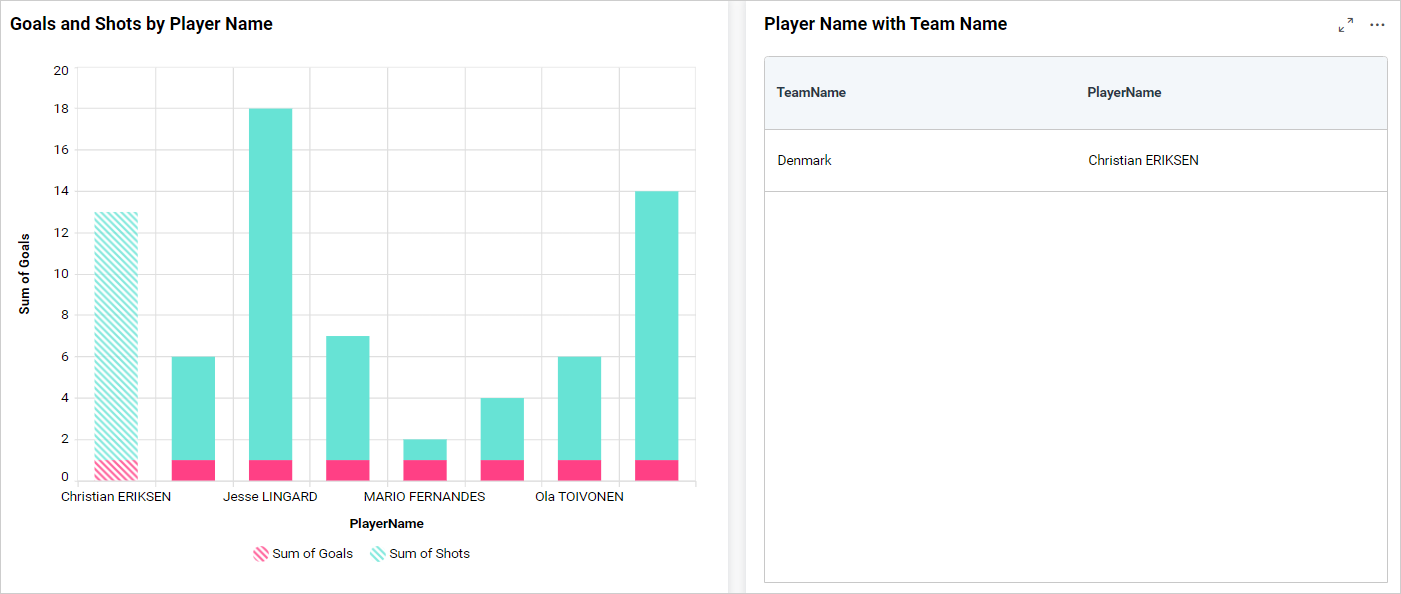 Goals and Shots by Player Name
20
18
16
14
12
10
8
6
4
2
0
Sum of Goals
Christian ERIKSEN Jesse LINGARD MARIO FERNANDES Ola TOIVONEN
PlayerName
Sum of Goals Sum of Shots
Player Name with Team Name
TeamName PlayerName
Denmark Christian ERIKSEN